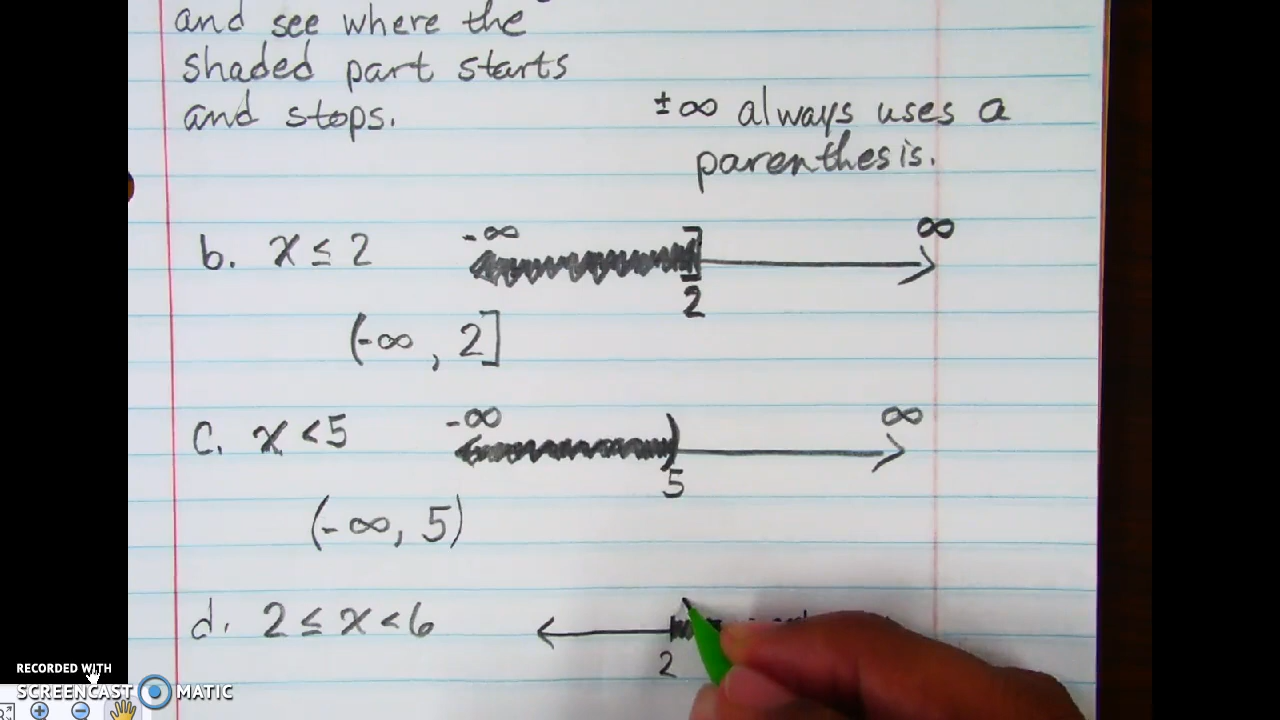 and see where the
shaded part starts
and stops.
±∞ always uses a
parenthesis.
b. x ≤ 2
-∞
∞
2
(-∞, 2]
c. x < 5
-∞
∞
5
(-∞, 5)
d. 2 ≤ x < 6
2
RECORDED WITH
SCREENCAST MATIC